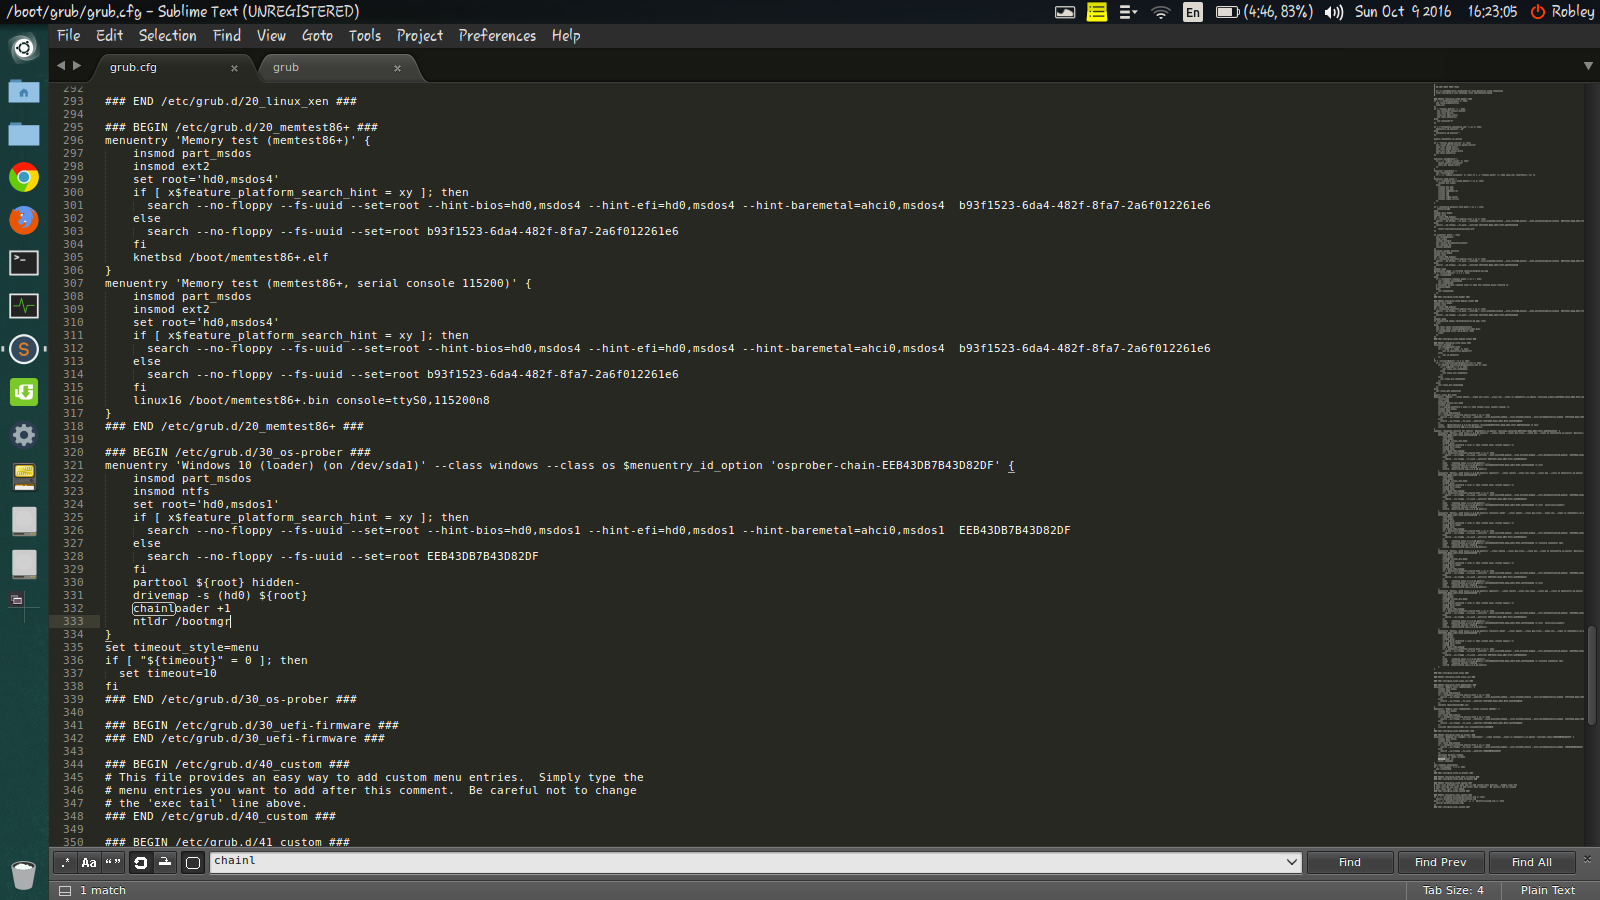 /boot/grub/grub.cfg - Sublime Text (UNREGISTERED)
En (4:46, 83%) Sun Oct 9 2016 16:23:05 Robley
File Edit Selection Find View Goto Tools Project Preferences Help
grub.cfg × grub ×
292
293 ### END /etc/grub.d/20_linux_xen ###
294
295 ### BEGIN /etc/grub.d/20_memtest86+ ###
296 menuentry 'Memory test (memtest86+)' {
297 insmod part_msdos
298 insmod ext2
299 set root='hd0,msdos4'
300 if [ x$feature_platform_search_hint = xy ]; then
301 search --no-floppy --fs-uuid --set=root --hint-bios=hd0,msdos4 --hint-efi=hd0,msdos4 --hint-baremetal=ahci0,msdos4  b93f1523-6da4-482f-8fa7-2a6f012261e6
302 else
303 search --no-floppy --fs-uuid --set=root b93f1523-6da4-482f-8fa7-2a6f012261e6
304 fi
305 knetbsd /boot/memtest86+.elf
306 }
307 menuentry 'Memory test (memtest86+, serial console 115200)' {
308 insmod part_msdos
309 insmod ext2
310 set root='hd0,msdos4'
311 if [ x$feature_platform_search_hint = xy ]; then
312 search --no-floppy --fs-uuid --set=root --hint-bios=hd0,msdos4 --hint-efi=hd0,msdos4 --hint-baremetal=ahci0,msdos4  b93f1523-6da4-482f-8fa7-2a6f012261e6
313 else
314 search --no-floppy --fs-uuid --set=root b93f1523-6da4-482f-8fa7-2a6f012261e6
315 fi
316 linux16 /boot/memtest86+.bin console=ttyS0,115200n8
317 }
318 ### END /etc/grub.d/20_memtest86+ ###
319
320 ### BEGIN /etc/grub.d/30_os-prober ###
321 menuentry 'Windows 10 (loader) (on /dev/sda1)' --class windows --class os $menuentry_id_option 'osprober-chain-EEB43DB7B43D82DF' {
322 insmod part_msdos
323 insmod ntfs
324 set root='hd0,msdos1'
325 if [ x$feature_platform_search_hint = xy ]; then
326 search --no-floppy --fs-uuid --set=root --hint-bios=hd0,msdos1 --hint-efi=hd0,msdos1 --hint-baremetal=ahci0,msdos1  EEB43DB7B43D82DF
327 else
328 search --no-floppy --fs-uuid --set=root EEB43DB7B43D82DF
329 fi
330 parttool ${root} hidden-
331 drivemap -s (hd0) ${root}
332 chainloader +1
333 ntldr /bootmgr
334 }
335 set timeout_style=menu
336 if [ "${timeout}" = 0 ]; then
337 set timeout=10
338 fi
339 ### END /etc/grub.d/30_os-prober ###
340
341 ### BEGIN /etc/grub.d/30_uefi-firmware ###
342 ### END /etc/grub.d/30_uefi-firmware ###
343
344 ### BEGIN /etc/grub.d/40_custom ###
345 # This file provides an easy way to add custom menu entries.  Simply type the
346 # menu entries you want to add after this comment.  Be careful not to change
347 # the 'exec tail' line above.
348 ### END /etc/grub.d/40_custom ###
349
350 ### BEGIN /etc/grub.d/41_custom ###
.* Aa “” chainl Find Find Prev Find All ×
1 match Tab Size: 4 Plain Text